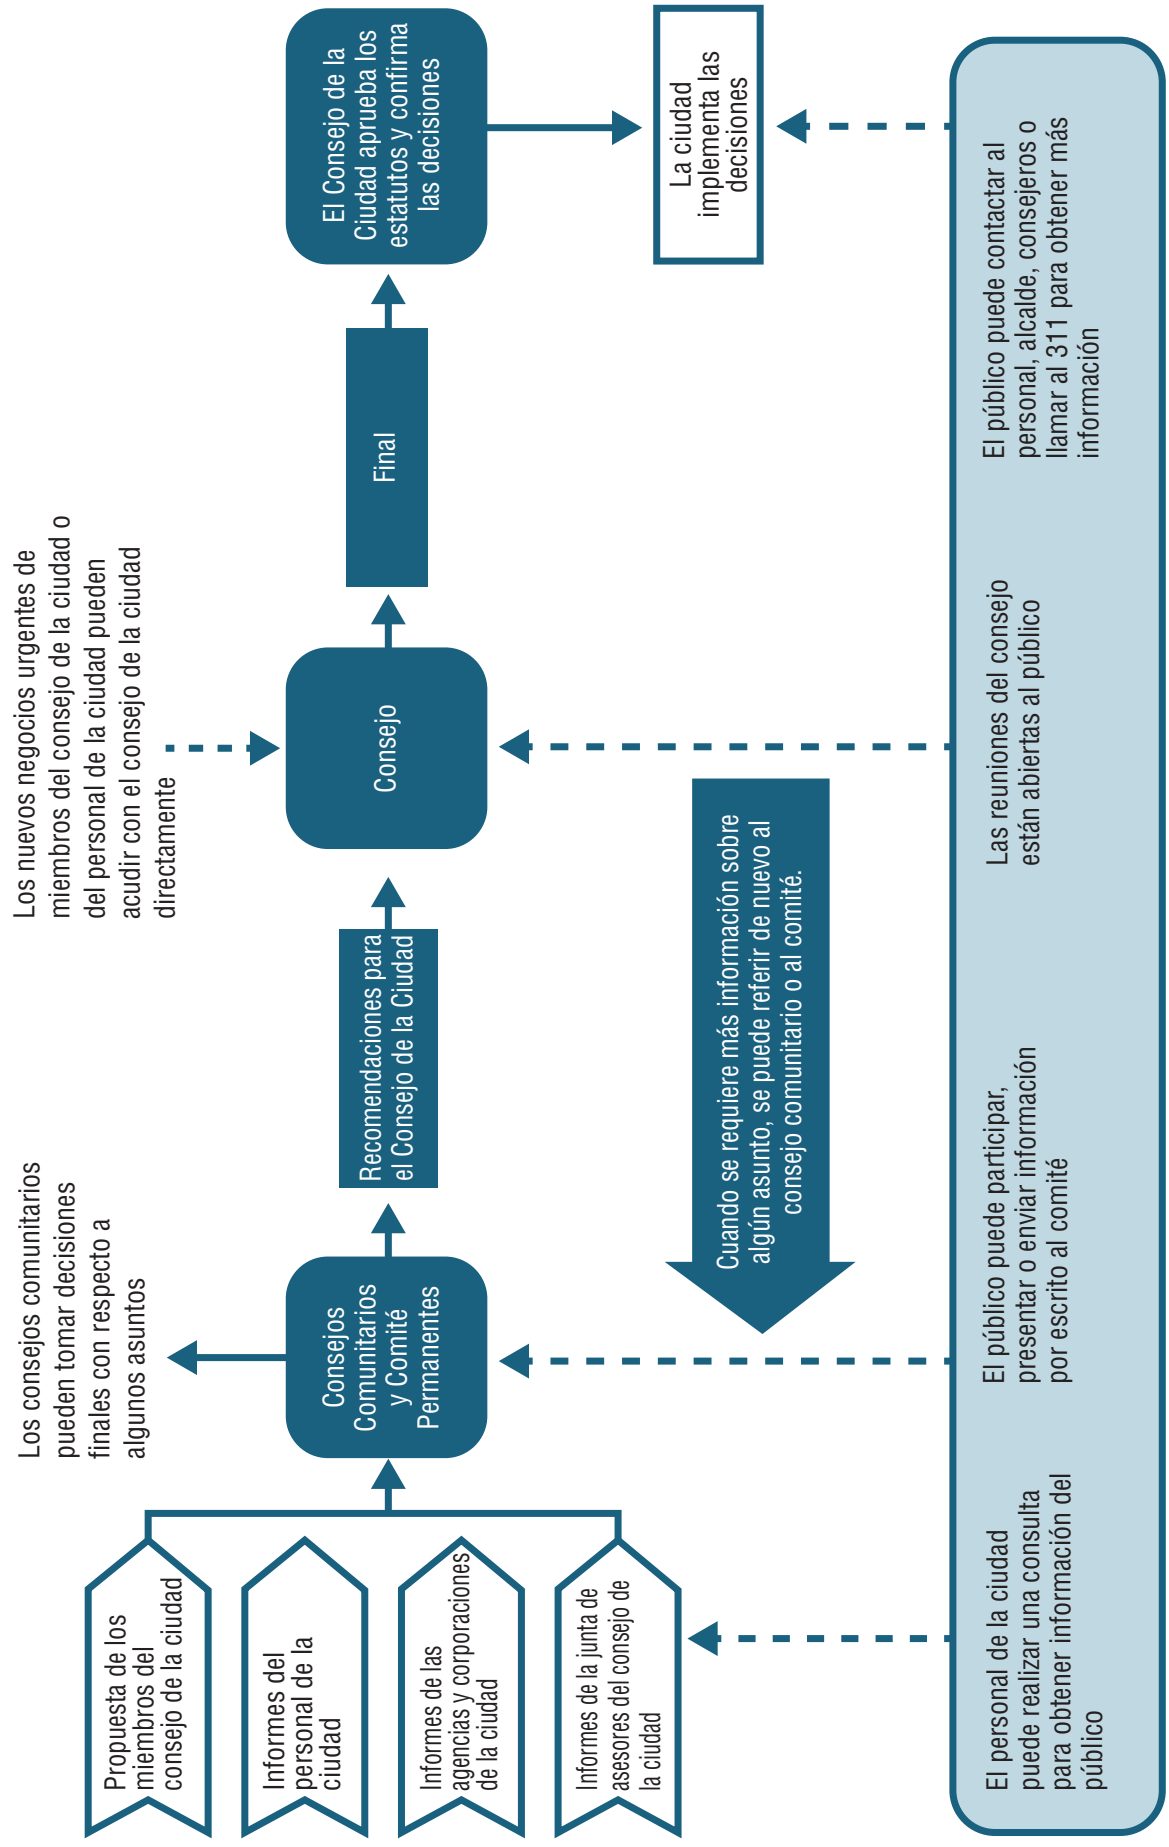 Propuesta de los
miembros del
consejo de la ciudad
Informes del
personal de la
ciudad
Informes de las
agencias y corporaciones
de la ciudad
Informes de la junta de
asesores del consejo de
la ciudad
Los consejos comunitarios
pueden tomar decisiones
finales con respecto a
algunos asuntos
Consejos
Comunitarios
y Comité
Permanentes
Recomendaciones para
el Consejo de la Ciudad
Los nuevos negocios urgentes de
miembros del consejo de la ciudad o
del personal de la ciudad pueden
acudir con el consejo de la ciudad
directamente
Consejo
Final
El Consejo de la
Ciudad aprueba los
estatutos y confirma
las decisiones
La ciudad
implementa las
decisiones
Cuando se requiere más información sobre
algún asunto, se puede referir de nuevo al
consejo comunitario o al comité.
El personal de la ciudad
puede realizar una consulta
para obtener información del
público
El público puede participar,
presentar o enviar información
por escrito al comité
Las reuniones del consejo
están abiertas al público
El público puede contactar al
personal, alcalde, consejeros o
llamar al 311 para obtener más
información